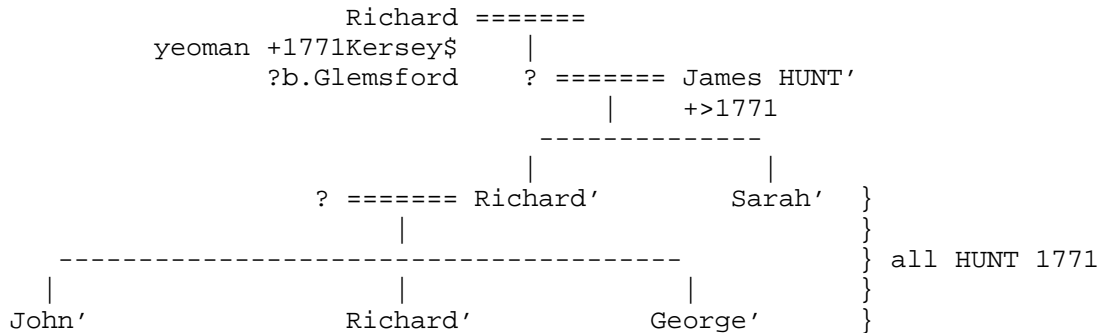 Richard =======
yeoman +1771Kersey$ |
?b.Glemsford ? ======= James HUNT'
| +>1771
--------------
| |
? ======= Richard' Sarah' }
| }
--------------------------------------- } all HUNT 1771
| | | }
John' Richard' George' }